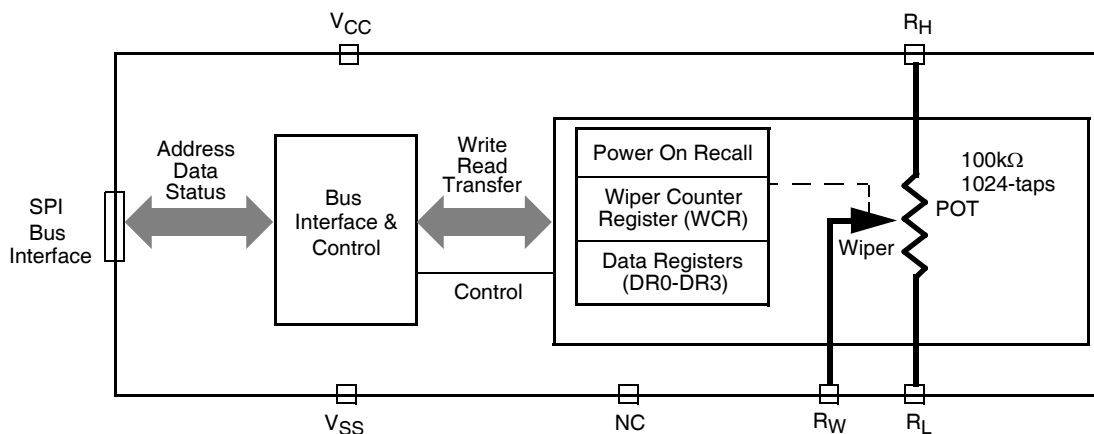 VCC
RH
Address
Data
Status
Write
Read
Transfer
Power On Recall
100kΩ
1024-taps
SPI
Bus
Interface
Bus
Interface &
Control
Wiper Counter
Register (WCR)
POT
Wiper
Data Registers
(DR0-DR3)
Control
VSS
NC
RW
RL